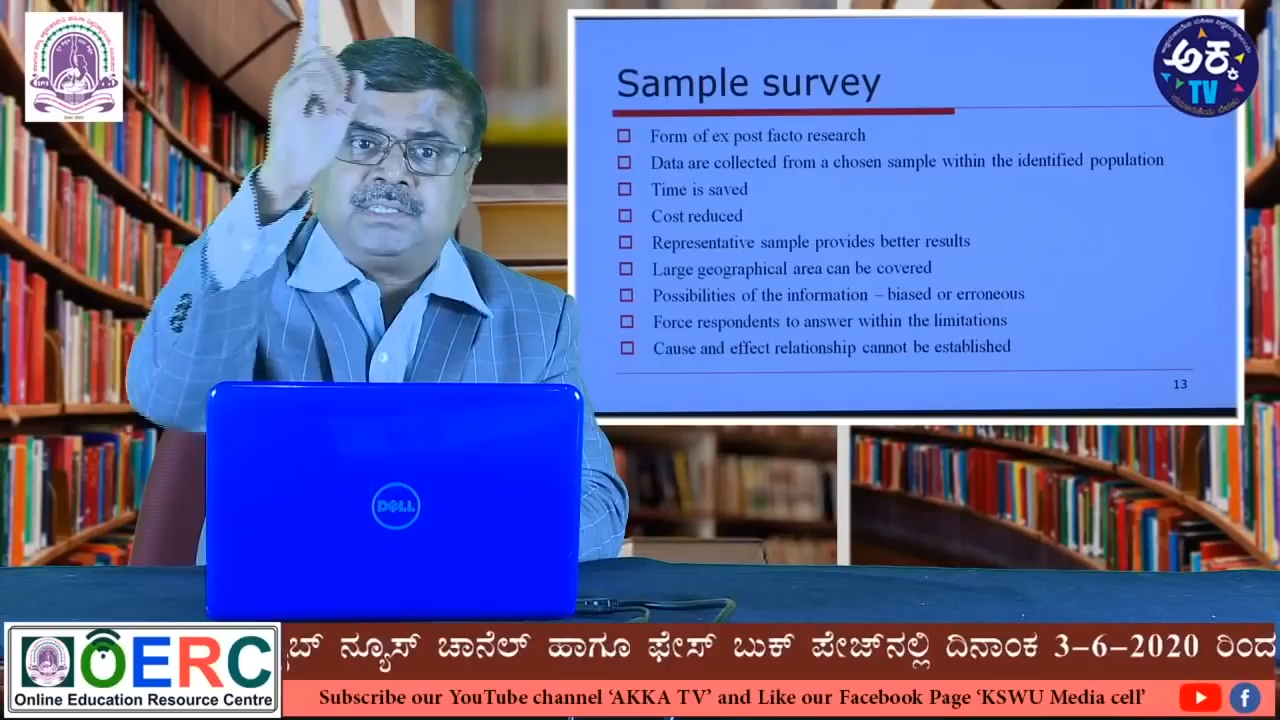 Sample survey
Form of ex post facto research
Data are collected from a chosen sample within the identified population
Time is saved
Cost reduced
Representative sample provides better results
Large geographical area can be covered
Possibilities of the information – biased or erroneous
Force respondents to answer within the limitations
Cause and effect relationship cannot be established
13
ಅಕ್ಕ
TV
DELL
OERC
Online Education Resource Centre
ನ್ಯೂಸ್ ಚಾನೆಲ್ ಹಾಗೂ ಫೇಸ್ ಬುಕ್ ಪೇಜ್‌ನಲ್ಲಿ ದಿನಾಂಕ 3-6-2020 ರಿಂದ
Subscribe our YouTube channel ‘AKKA TV’ and Like our Facebook Page ‘KSWU Media cell’